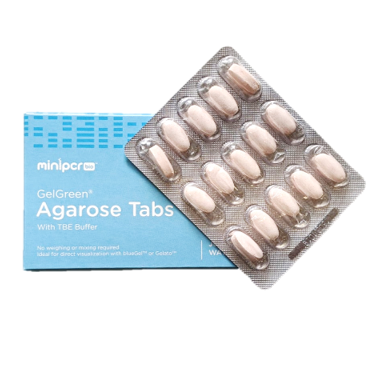 minipcr bio
GelGreen®
Agarose Tabs
With TBE Buffer
No weighing or mixing required
Ideal for direct visualization with blueGel™ or GELATO™